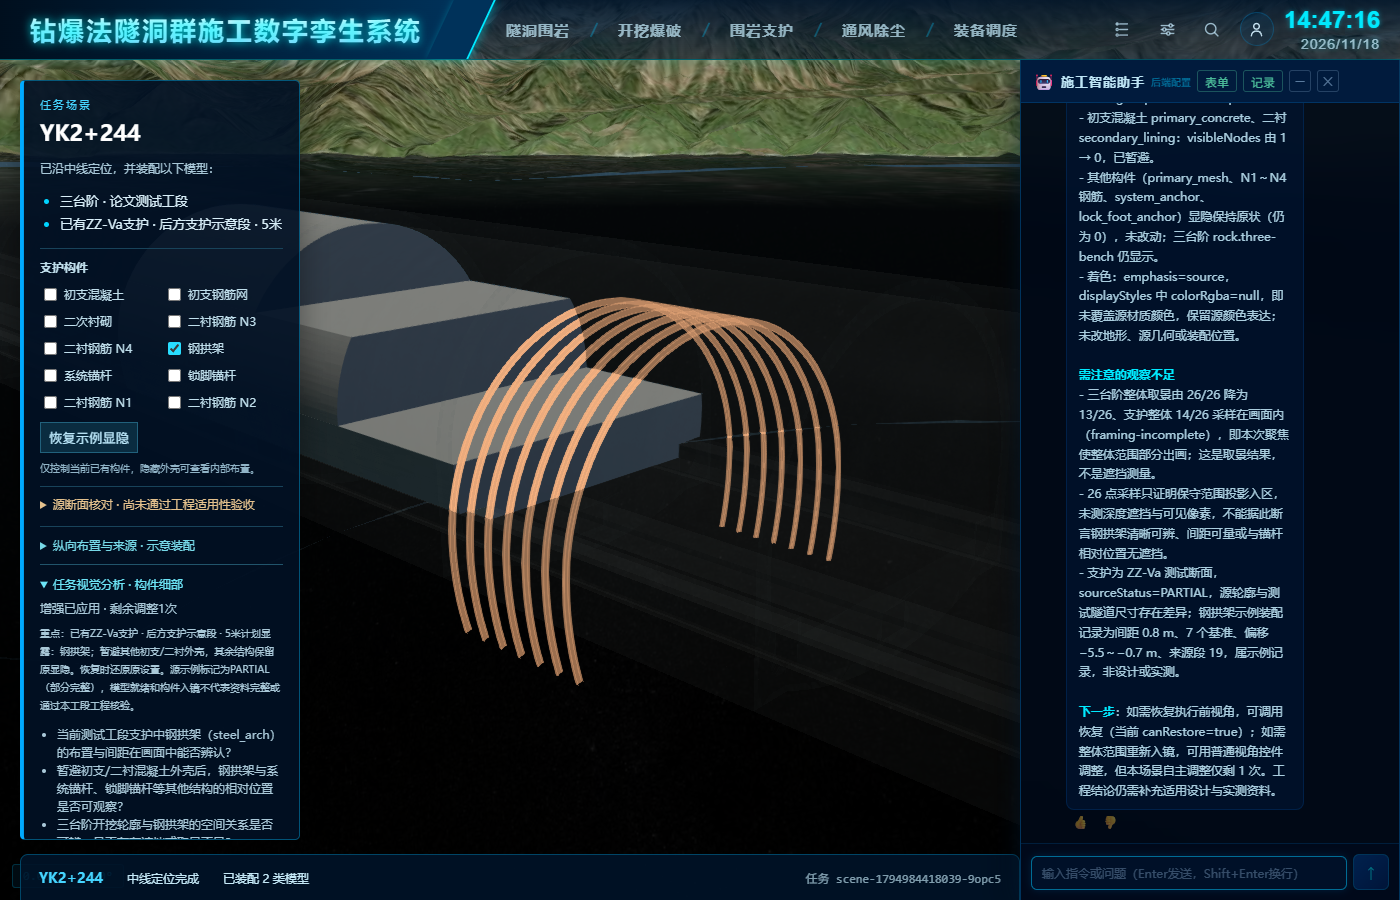 钻爆法隧洞群施工数字孪生系统
隧洞围岩 / 开挖爆破 / 围岩支护 / 通风除尘 / 装备调度
14:47:16
2026/11/18
任务场景
YK2+244
已沿中线定位，并装配以下模型：
三台阶 · 论文测试工段
已有ZZ-Va支护 · 后方支护示意段 · 5米
支护构件
初支混凝土 初支钢筋网
二次衬砌 二衬钢筋 N3
二衬钢筋 N4 钢拱架
系统锚杆 锁脚锚杆
二衬钢筋 N1 二衬钢筋 N2
恢复示例显隐
仅控制当前已有构件，隐藏外壳可查看内部布置。
源断面核对 · 尚未通过工程适用性验收
纵向布置与来源 · 示意装配
任务视觉分析 · 构件细部
增强已应用 · 剩余调整1次
重点：已有ZZ-Va支护 · 后方支护示意段 · 5米计划显
露：钢拱架；暂避其他初支/二衬外壳，其余结构保留
原显隐。恢复时还原原设置。源示例标记为PARTIAL
（部分完整），模型就绪和构件入镜不代表资料完整或
通过本工段工程核验。
当前测试工段支护中钢拱架（steel_arch）
的布置与间距在画面中能否辨认？
暂避初支/二衬混凝土外壳后，钢拱架与系
统锚杆、锁脚锚杆等其他结构的相对位置
是否可观察？
三台阶开挖轮廓与钢拱架的空间关系是否
YK2+244 中线定位完成 已装配 2 类模型 任务 scene-1794984418039-9opc5
施工智能助手 后端配置 表单 记录
- 初支混凝土 primary_concrete、二衬
secondary_lining：visibleNodes 由 1
→ 0，已暂避。
- 其他构件（primary_mesh、N1～N4
钢筋、system_anchor、
lock_foot_anchor）显隐保持原状（仍
为 0），未改动；三台阶 rock.three-
bench 仍显示。
- 着色：emphasis=source，
displayStyles 中 colorRgba=null，即
未覆盖源材质颜色，保留源颜色表达；
未改地形、源几何或装配位置。
需注意的观察不足
- 三台阶整体取景由 26/26 降为
13/26、支护整体 14/26 采样在画面内
（framing-incomplete），即本次聚焦
使整体范围部分出画；这是取景结果，
不是遮挡测量。
- 26 点采样只证明保守范围投影入区，
未测深度遮挡与可见像素，不能据此断
言钢拱架清晰可辨、间距可量或与锚杆
相对位置无遮挡。
- 支护为 ZZ-Va 测试断面，
sourceStatus=PARTIAL，源轮廓与测
试隧道尺寸存在差异；钢拱架示例装配
记录为间距 0.8 m、7 个基准、偏移
−5.5～−0.7 m、来源段 19，属示例记
录，非设计或实测。
下一步：如需恢复执行前视角，可调用
恢复（当前 canRestore=true）；如需
整体范围重新入镜，可用普通视角控件
调整，但本场景自主调整仅剩 1 次。工
程结论仍需补充适用设计与实测资料。
输入指令或问题（Enter发送，Shift+Enter换行）